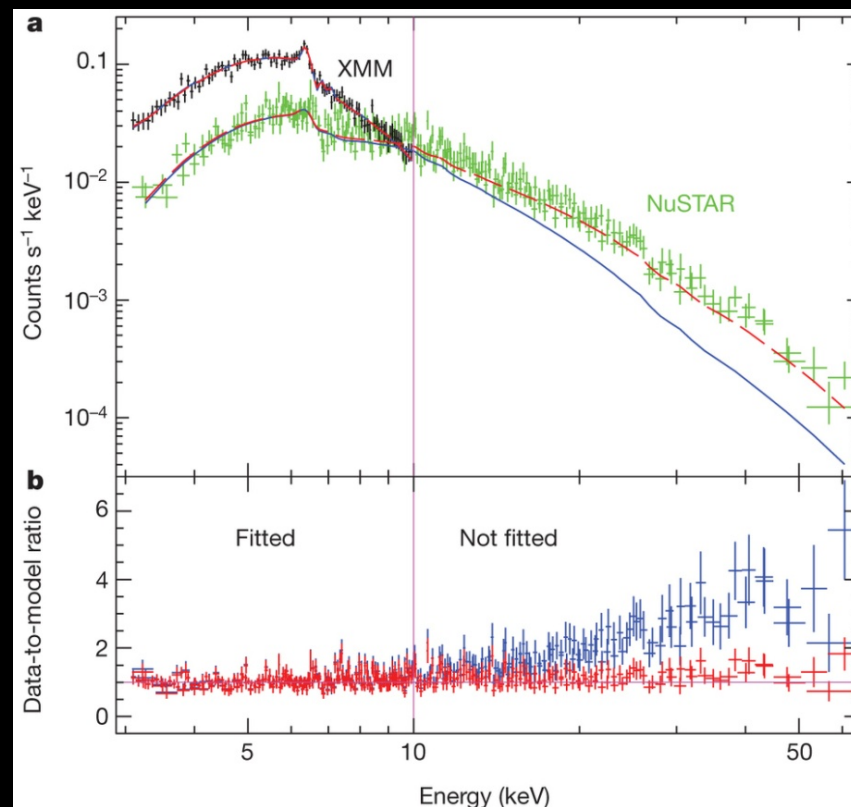 a
XMM
NuSTAR
0.1
10⁻²
10⁻³
10⁻⁴
Counts s⁻¹ keV⁻¹
b
Fitted
Not fitted
6
4
2
0
Data-to-model ratio
5
10
50
Energy (keV)